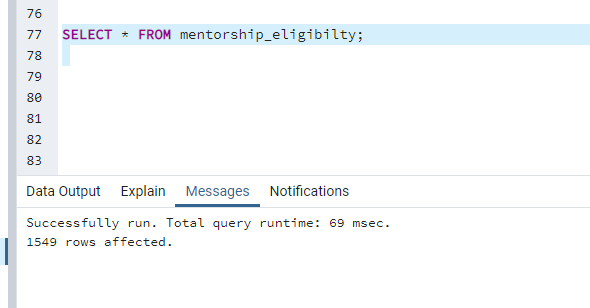 76
77 SELECT * FROM mentorship_eligibilty;
78
79
80
81
82
83
Data Output Explain Messages Notifications
Successfully run. Total query runtime: 69 msec.
1549 rows affected.